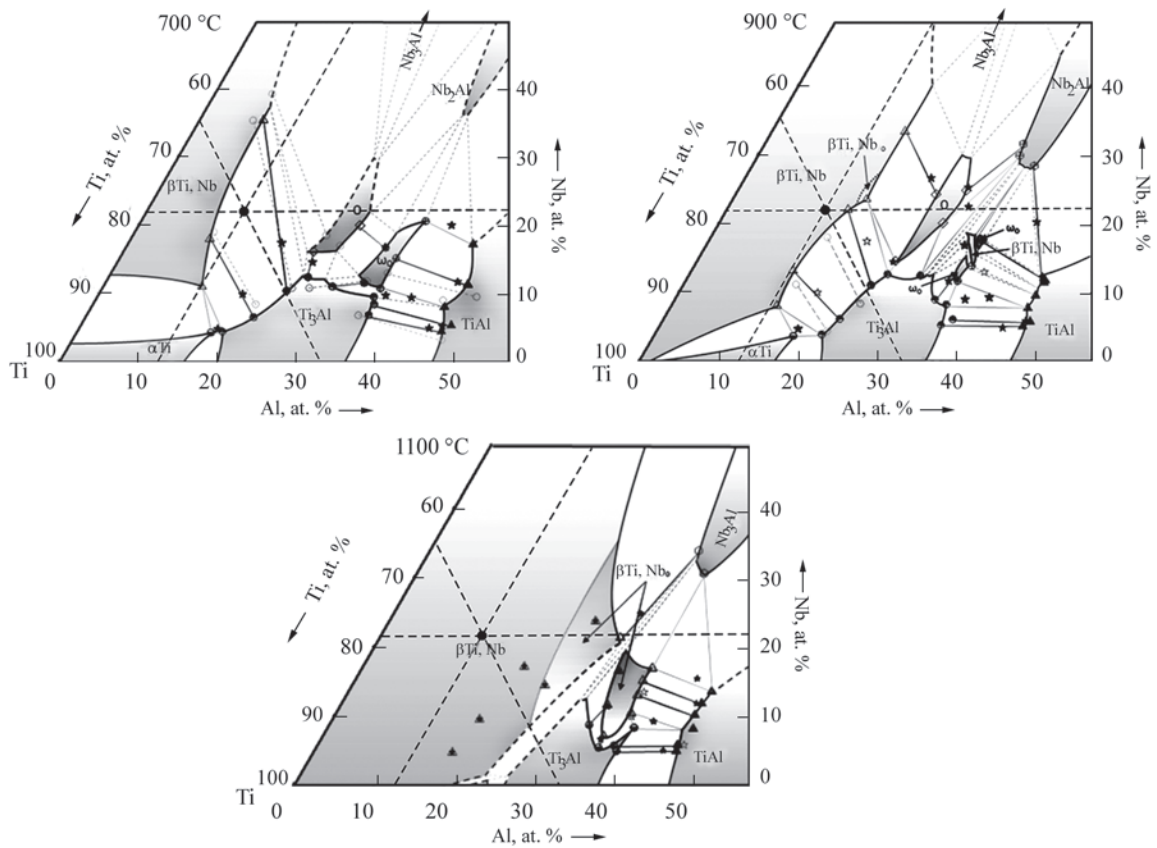 700 °C
Nb3Al
60
Nb2Al
40
Ti, at. %
70
30
Nb, at. %
βTi, Nb
80
O
20
ω₀
90
10
Ti3Al
TiAl
αTi
100
0
Ti
0
10
20
30
40
50
Al, at. %
900 °C
Nb3Al
60
Nb2Al
40
Ti, at. %
70
βTi, Nb₀
30
Nb, at. %
βTi, Nb
80
O
20
ω₀
βTi, Nb
90
ω₀
10
Ti3Al
TiAl
αTi
100
0
Ti
0
10
20
30
40
50
Al, at. %
1100 °C
60
40
Nb3Al
Ti, at. %
70
βTi, Nb₀
30
Nb, at. %
80
βTi, Nb
20
90
10
Ti3Al
TiAl
100
0
Ti
0
10
20
30
40
50
Al, at. %